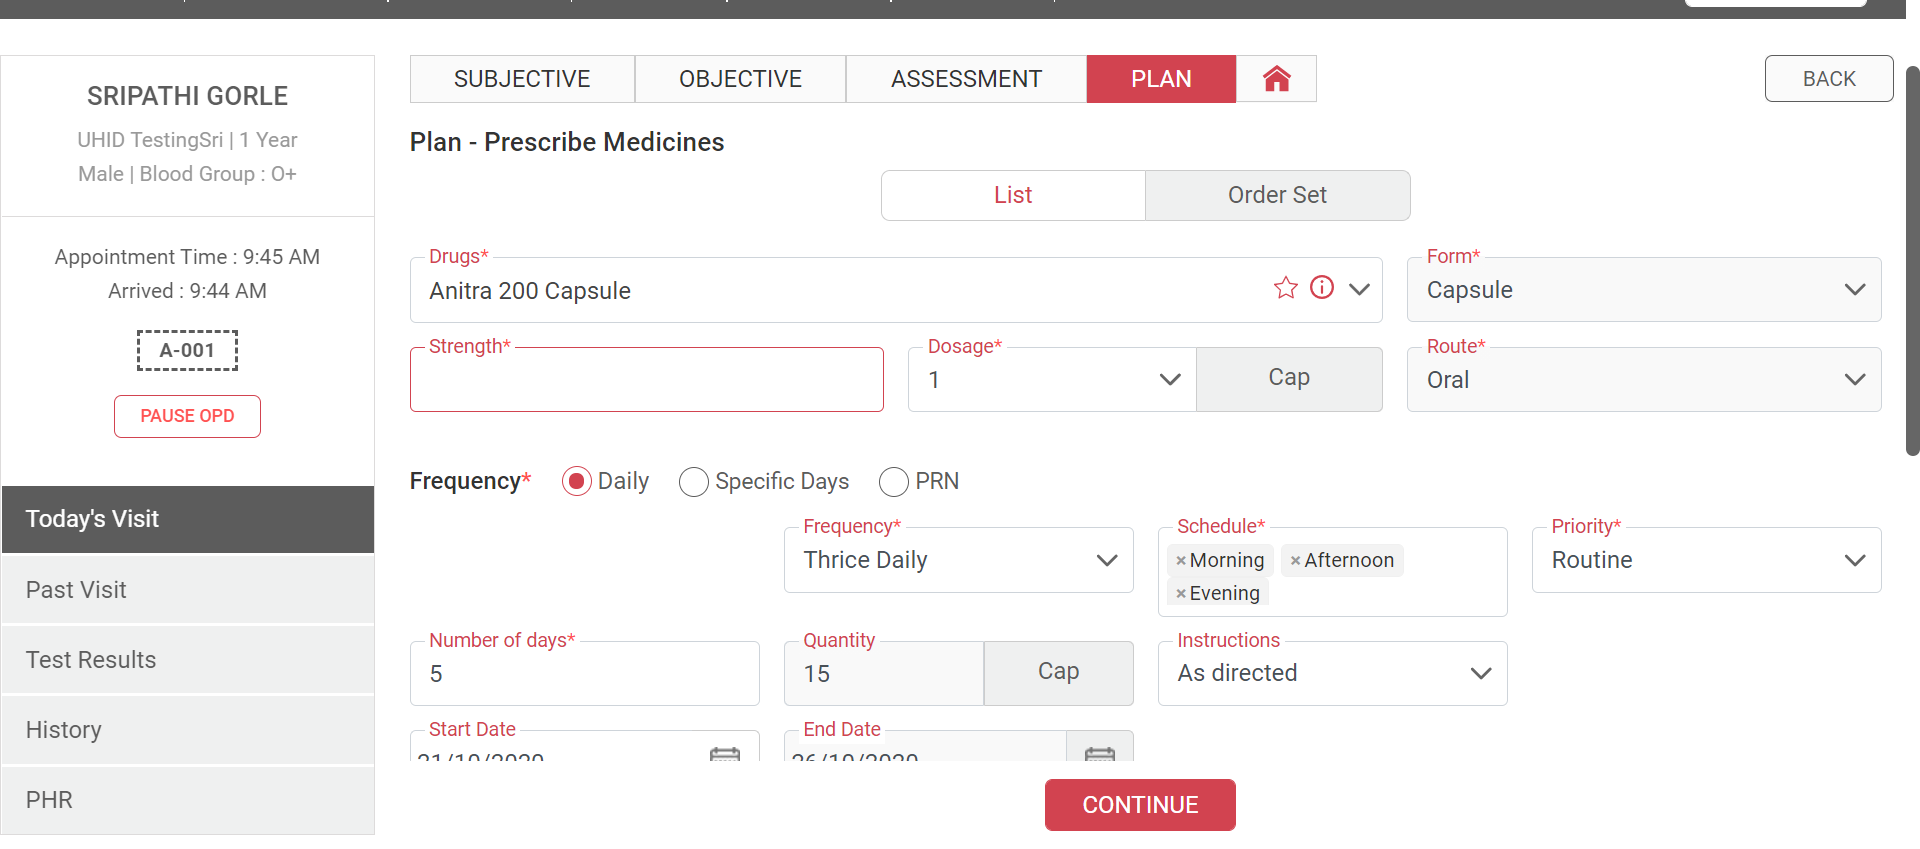 SRIPATHI GORLE
UHID TestingSri | 1 Year
Male | Blood Group : O+
Appointment Time : 9:45 AM
Arrived : 9:44 AM
A-001
PAUSE OPD
Today's Visit
Past Visit
Test Results
History
PHR
SUBJECTIVE OBJECTIVE ASSESSMENT PLAN
BACK
Plan - Prescribe Medicines
List Order Set
Drugs* Form*
Anitra 200 Capsule Capsule
Strength* Dosage* Route*
1 Cap Oral
Frequency* Daily Specific Days PRN
Frequency* Schedule* Priority*
Thrice Daily ×Morning ×Afternoon Routine
×Evening
Number of days* Quantity Instructions
5 15 Cap As directed
Start Date End Date
CONTINUE